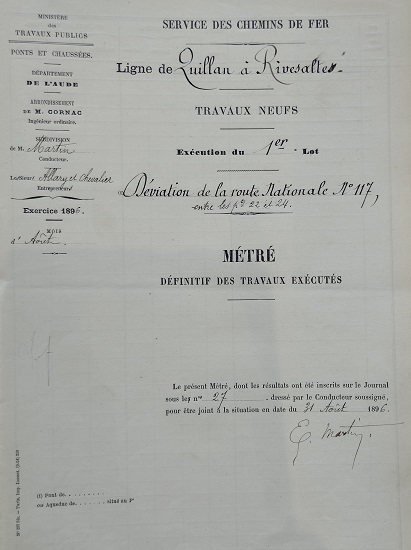 MINISTÈRE
des
TRAVAUX PUBLICS
PONTS ET CHAUSSÉES.
DÉPARTEMENT
DE L'AUDE
ARRONDISSEMENT
DE M. CORNAC
Ingénieur ordinaire.
SUBDIVISION
de M. Martin
Conducteur.
Allary et Chevalier
Entrepreneur
Exercice 1896.
MOIS
d'Août
SERVICE DES CHEMINS DE FER
Ligne de Quillan à Rivesaltes.
TRAVAUX NEUFS
Exécution du 1er Lot
Déviation de la route Nationale No 117,
entre les pts 22 et 24.
MÉTRÉ
DÉFINITIF DES TRAVAUX EXÉCUTÉS
Le présent Métré, dont les résultats ont été inscrits sur le Journal
sous les nos 27 , dressé par le Conducteur soussigné,
pour être joint à la situation en date du 31 Août 1896.
E. Martin
(1) Pont de. . . . . . . .
ou Aqueduc de. . . . . . . . situé au Pt